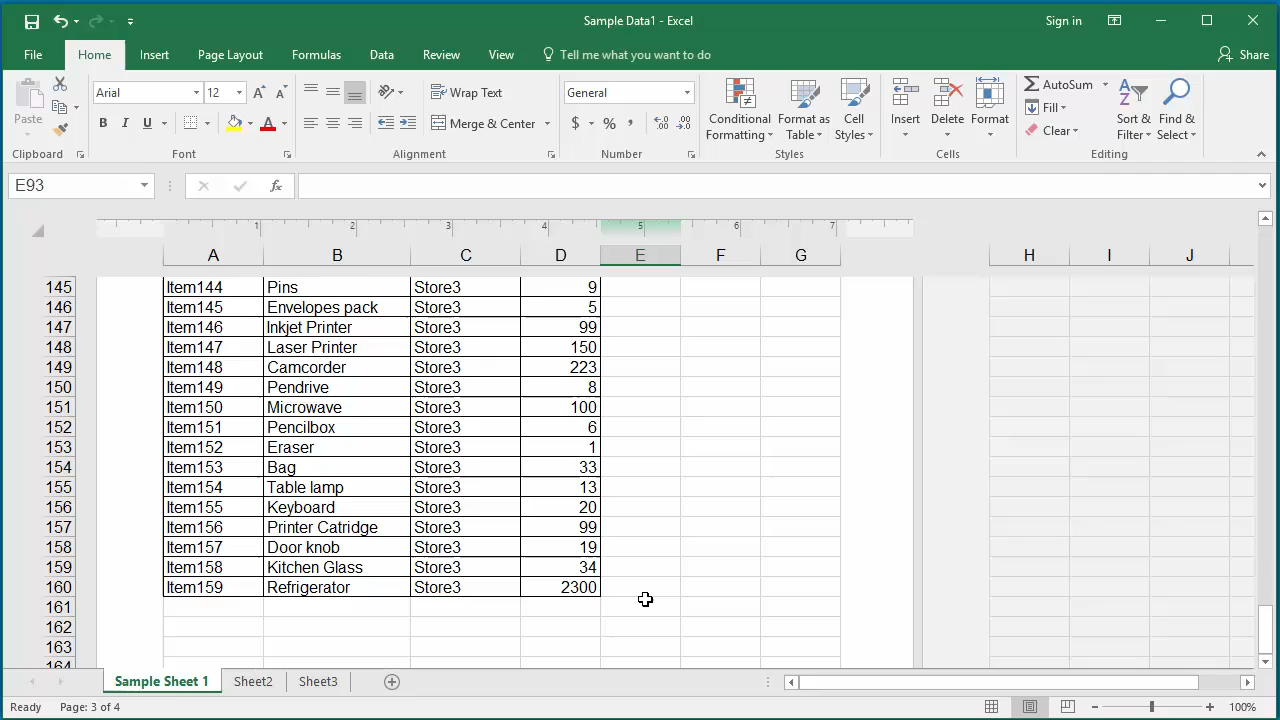 Sample Data1 - Excel
Sign in
File Home Insert Page Layout Formulas Data Review View Tell me what you want to do Share
Paste
Clipboard
Arial 12
B I U
A
Font
Wrap Text
Merge & Center
Alignment
General
$ % ,
Number
Conditional Formatting
Format as Table
Cell Styles
Styles
Insert Delete Format
Cells
AutoSum
Fill
Clear
Sort & Filter
Find & Select
Editing
E93 fx
1 2 3 4 5 6 7
A B C D E F G H I J
145 Item144 Pins Store3 9
146 Item145 Envelopes pack Store3 5
147 Item146 Inkjet Printer Store3 99
148 Item147 Laser Printer Store3 150
149 Item148 Camcorder Store3 223
150 Item149 Pendrive Store3 8
151 Item150 Microwave Store3 100
152 Item151 Pencilbox Store3 6
153 Item152 Eraser Store3 1
154 Item153 Bag Store3 33
155 Item154 Table lamp Store3 13
156 Item155 Keyboard Store3 20
157 Item156 Printer Catridge Store3 99
158 Item157 Door knob Store3 19
159 Item158 Kitchen Glass Store3 34
160 Item159 Refrigerator Store3 2300
161
162
163
164
Sample Sheet 1 Sheet2 Sheet3
Ready Page: 3 of 4 100%